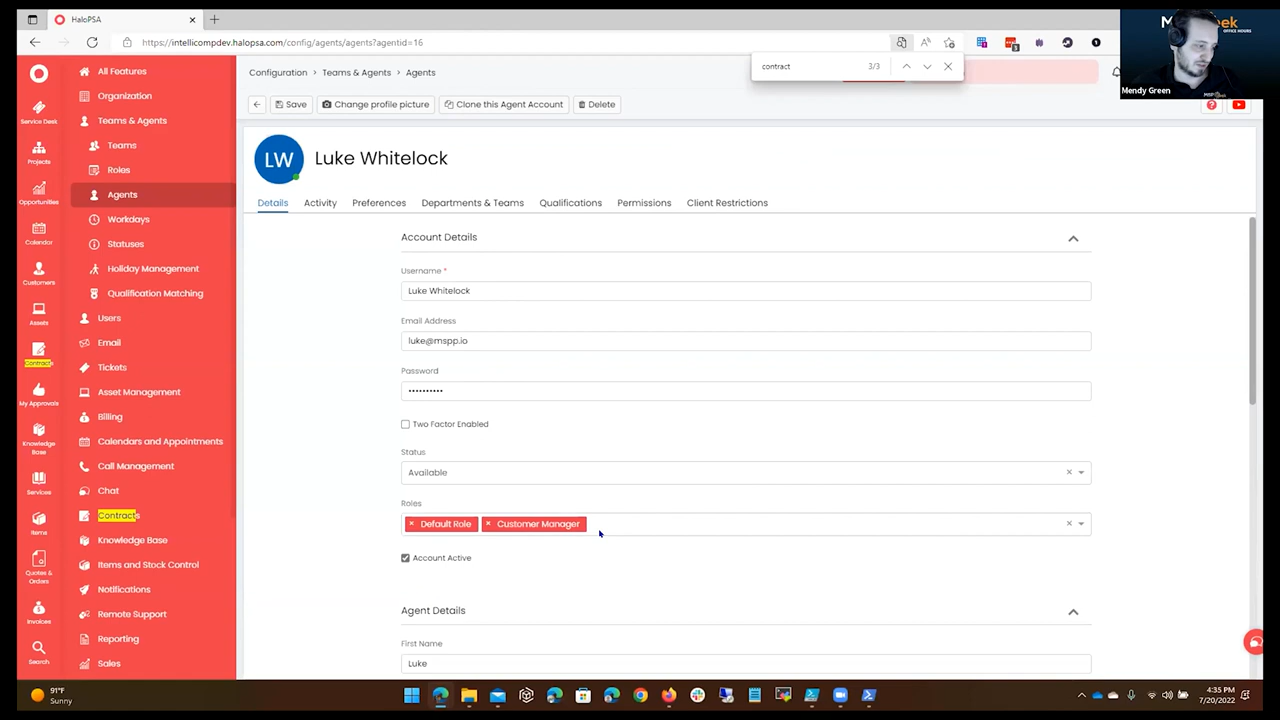 HaloPSA
https://intellicompdev.halopsa.com/config/agents/agents?agentid=16
contract
3/3
OFFICE HOURS
Mendy Green
Service Desk
Projects
Opportunities
Calendar
Customers
Assets
Contracts
My Approvals
Knowledge
Base
Services
Items
Quotes &
Orders
Invoices
Search
All Features
Organization
Teams & Agents
Teams
Roles
Agents
Workdays
Statuses
Holiday Management
Qualification Matching
Users
Email
Tickets
Asset Management
Billing
Calendars and Appointments
Call Management
Chat
Contracts
Knowledge Base
Items and Stock Control
Notifications
Remote Support
Reporting
Sales
Configuration > Teams & Agents > Agents
Save
Change profile picture
Clone this Agent Account
Delete
LW
Luke Whitelock
Details
Activity
Preferences
Departments & Teams
Qualifications
Permissions
Client Restrictions
Account Details
Username *
Luke Whitelock
Email Address
luke@mspp.io
Password
••••••••••
Two Factor Enabled
Status
Available
Roles
× Default Role
× Customer Manager
Account Active
Agent Details
First Name
Luke
91°F
Sunny
4:35 PM
7/20/2022